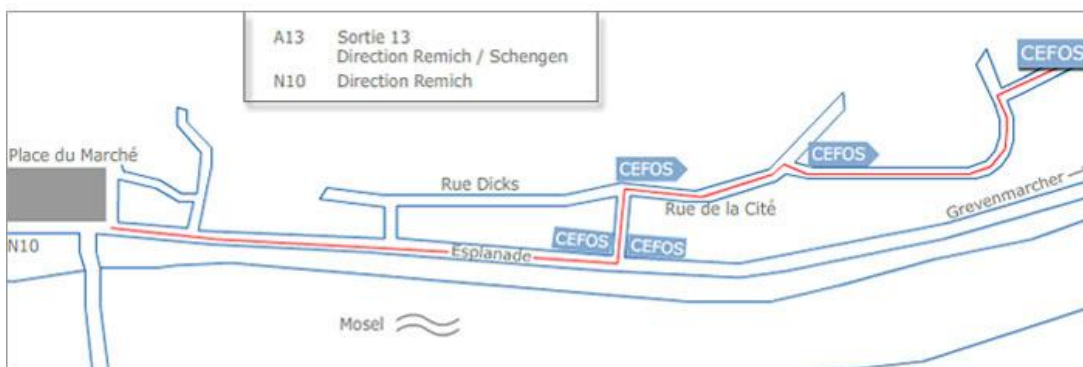 A13 Sortie 13
Direction Remich / Schengen
N10 Direction Remich
CEFOS
Place du Marché
CEFOS
CEFOS
Rue Dicks
Rue de la Cité
Grevenmarcher
N10
Esplanade
CEFOS
CEFOS
Mosel